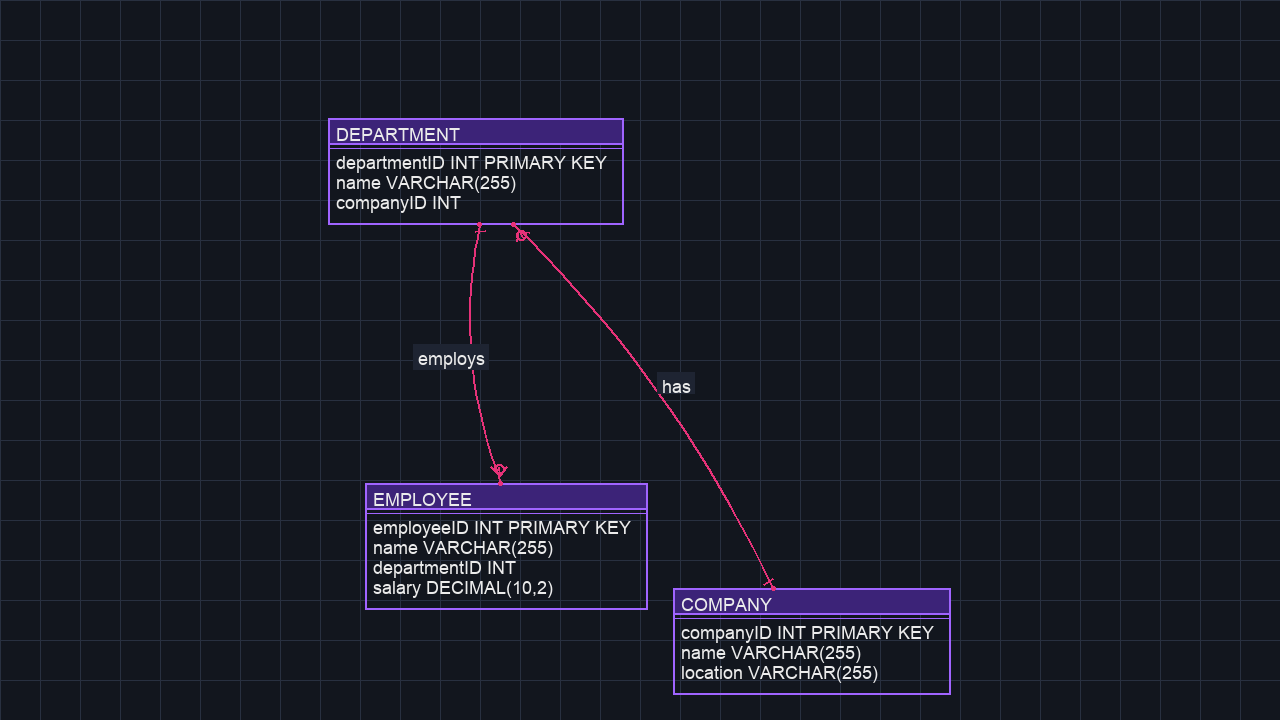 DEPARTMENT
departmentID INT PRIMARY KEY
name VARCHAR(255)
companyID INT
employs
has
EMPLOYEE
employeeID INT PRIMARY KEY
name VARCHAR(255)
departmentID INT
salary DECIMAL(10,2)
COMPANY
companyID INT PRIMARY KEY
name VARCHAR(255)
location VARCHAR(255)